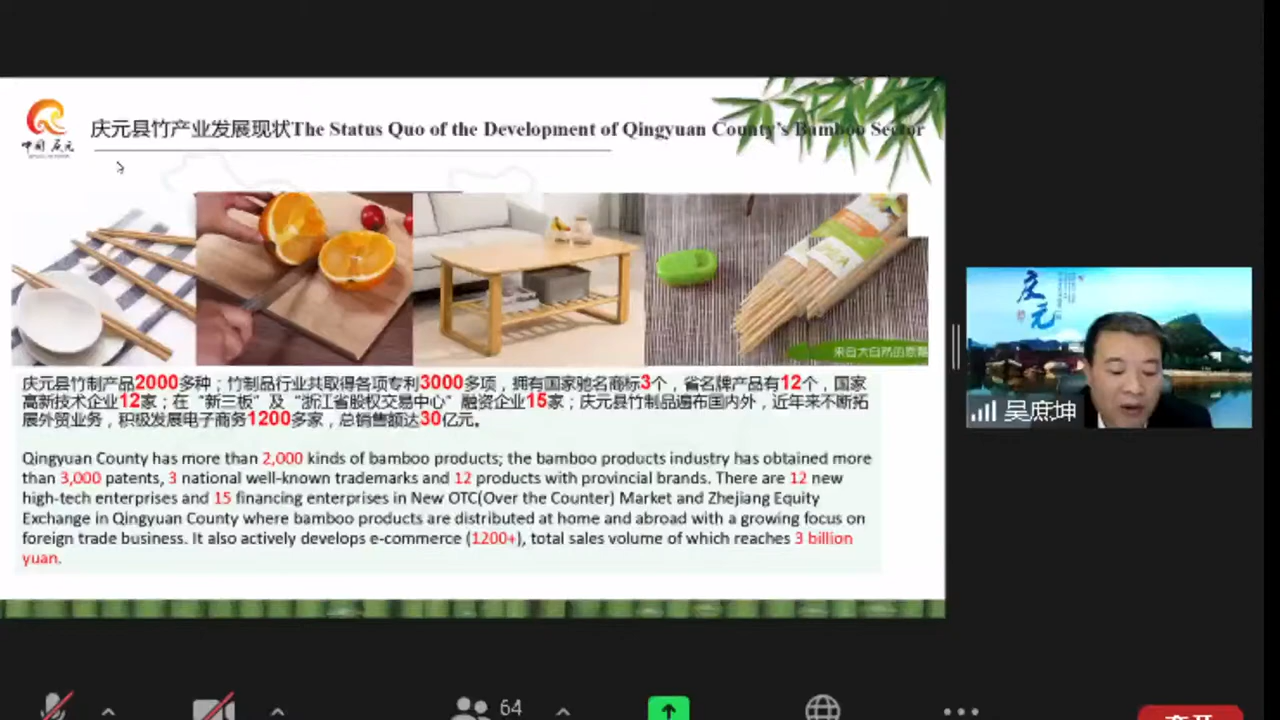 庆元县竹产业发展现状The Status Quo of the Development of Qingyuan County's Bamboo Sector
中国 庆元
来自大自然的恩赐
庆元县竹制产品2000多种；竹制品行业共取得各项专利3000多项，拥有国家驰名商标3个，省名牌产品有12个，国家
高新技术企业12家；在“新三板”及“浙江省股权交易中心”融资企业15家；庆元县竹制品遍布国内外，近年来不断拓
展外贸业务，积极发展电子商务1200多家，总销售额达30亿元。
Qingyuan County has more than 2,000 kinds of bamboo products; the bamboo products industry has obtained more
than 3,000 patents, 3 national well-known trademarks and 12 products with provincial brands. There are 12 new
high-tech enterprises and 15 financing enterprises in New OTC(Over the Counter) Market and Zhejiang Equity
Exchange in Qingyuan County where bamboo products are distributed at home and abroad with a growing focus on
foreign trade business. It also actively develops e-commerce (1200+), total sales volume of which reaches 3 billion
yuan.
庆元
吴庶坤
64